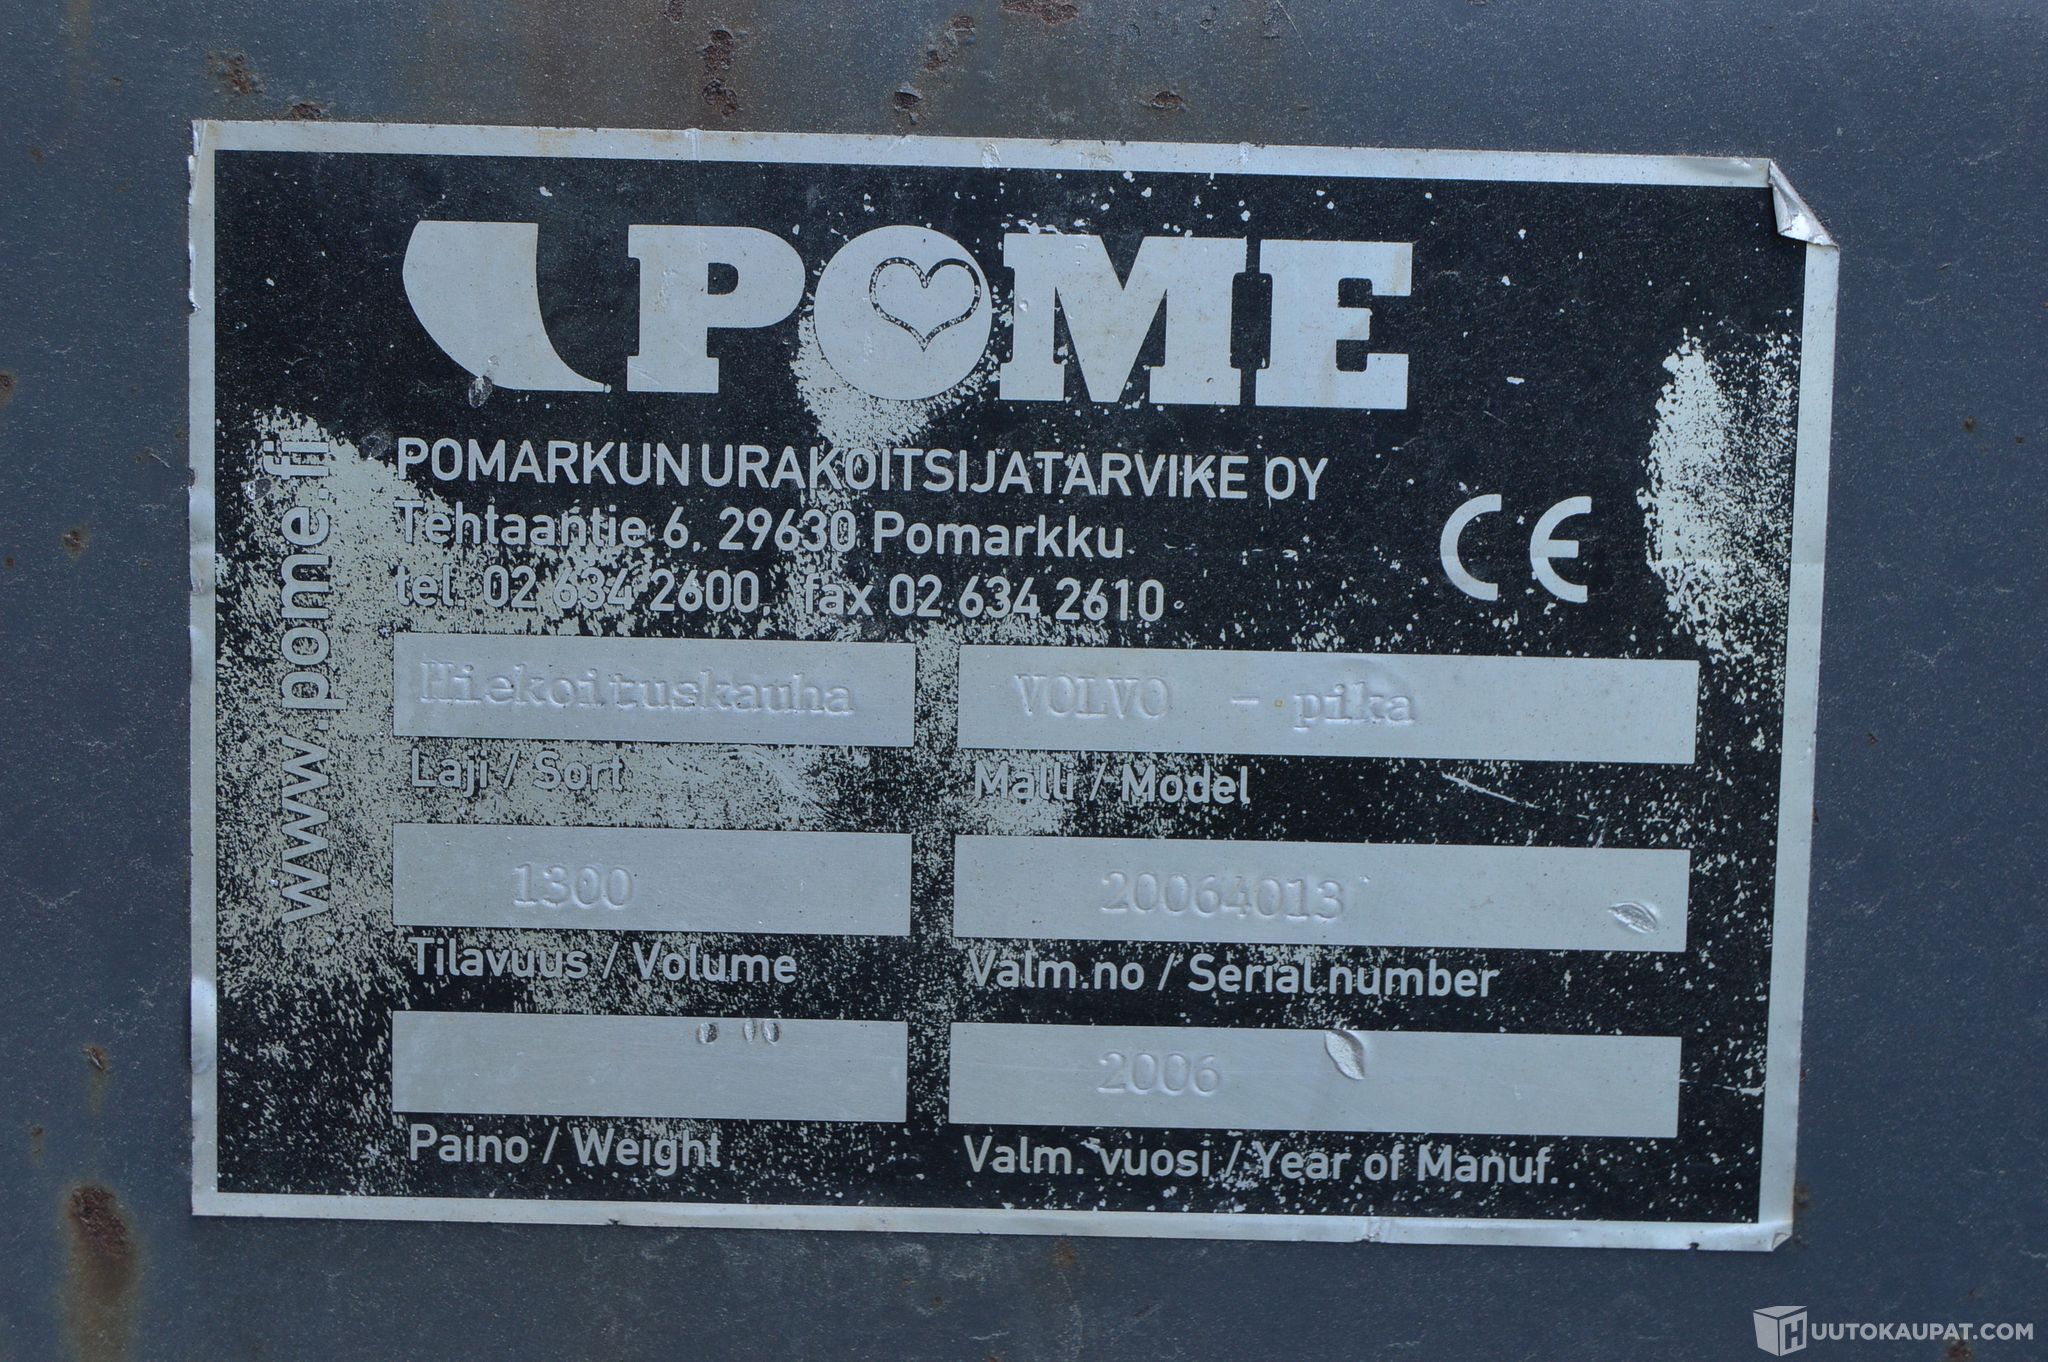 POME
POMARKUN URAKOITSIJATARVIKE OY
Tehtaantie 6, 29630 Pomarkku
tel. 02 634 2600, fax 02 634 2610
CE
www.pome.fi
Hiekoituskauha
Laji / Sort
VOLVO - pika
Malli / Model
1300
Tilavuus / Volume
20064013
Valm.no / Serial number
Paino / Weight
2006
Valm. vuosi / Year of Manuf.
HUUTOKAUPAT.COM